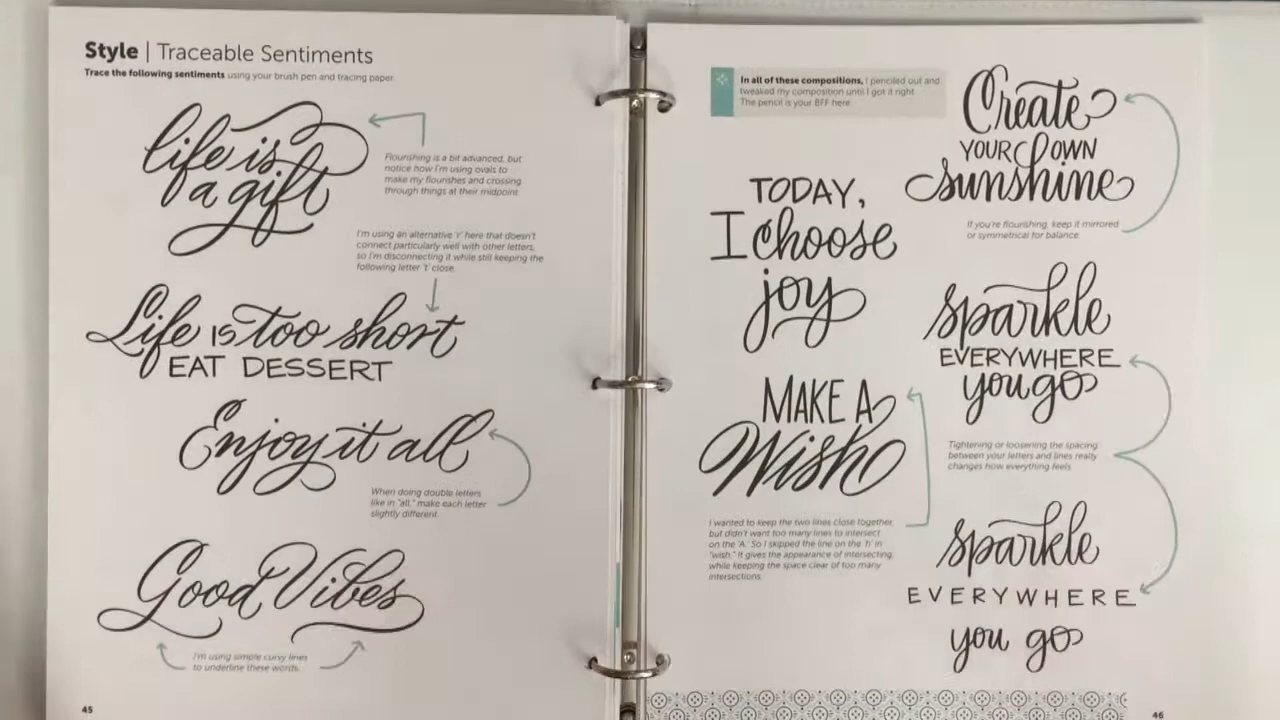 Style | Traceable Sentiments
Trace the following sentiments using your brush pen and tracing paper.
life is
a gift
Flourishing is a bit advanced, but
notice how I'm using ovals to
make my flourishes and crossing
through things at their midpoint
I'm using an alternative 'r' here that doesn't
connect particularly well with other letters,
so I'm disconnecting it while still keeping the
following letter 't' close.
Life IS too short
EAT DESSERT
Enjoy it all
When doing double letters
like in "all," make each letter
slightly different.
Good Vibes
I'm using simple curvy lines
to underline these words.
45
In all of these compositions, I penciled out and
tweaked my composition until I got it right.
The pencil is your BFF here.
Create
YOUR OWN
sunshine
If you're flourishing, keep it mirrored
or symmetrical for balance.
TODAY,
I choose
joy
sparkle
EVERYWHERE
you go
MAKE A
Wish
Tightening or loosening the spacing
between your letters and lines really
changes how everything feels
I wanted to keep the two lines close together,
but didn't want too many lines to intersect
on the 'A.' So I skipped the line on the 'h' in
"wish." It gives the appearance of intersecting,
while keeping the space clear of too many
intersections.
sparkle
EVERYWHERE
you go
46